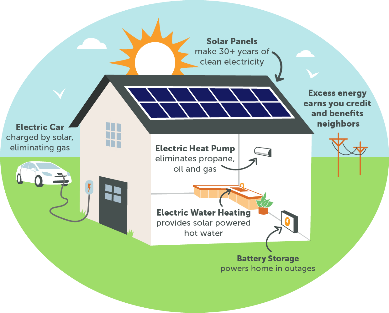 Solar Panels
make 30+ years of
clean electricity
Excess energy
earns you credit
and benefits
neighbors
Electric Car
charged by solar,
eliminating gas
Electric Heat Pump
eliminates propane,
oil and gas
Electric Water Heating
provides solar powered
hot water
Battery Storage
powers home in outages